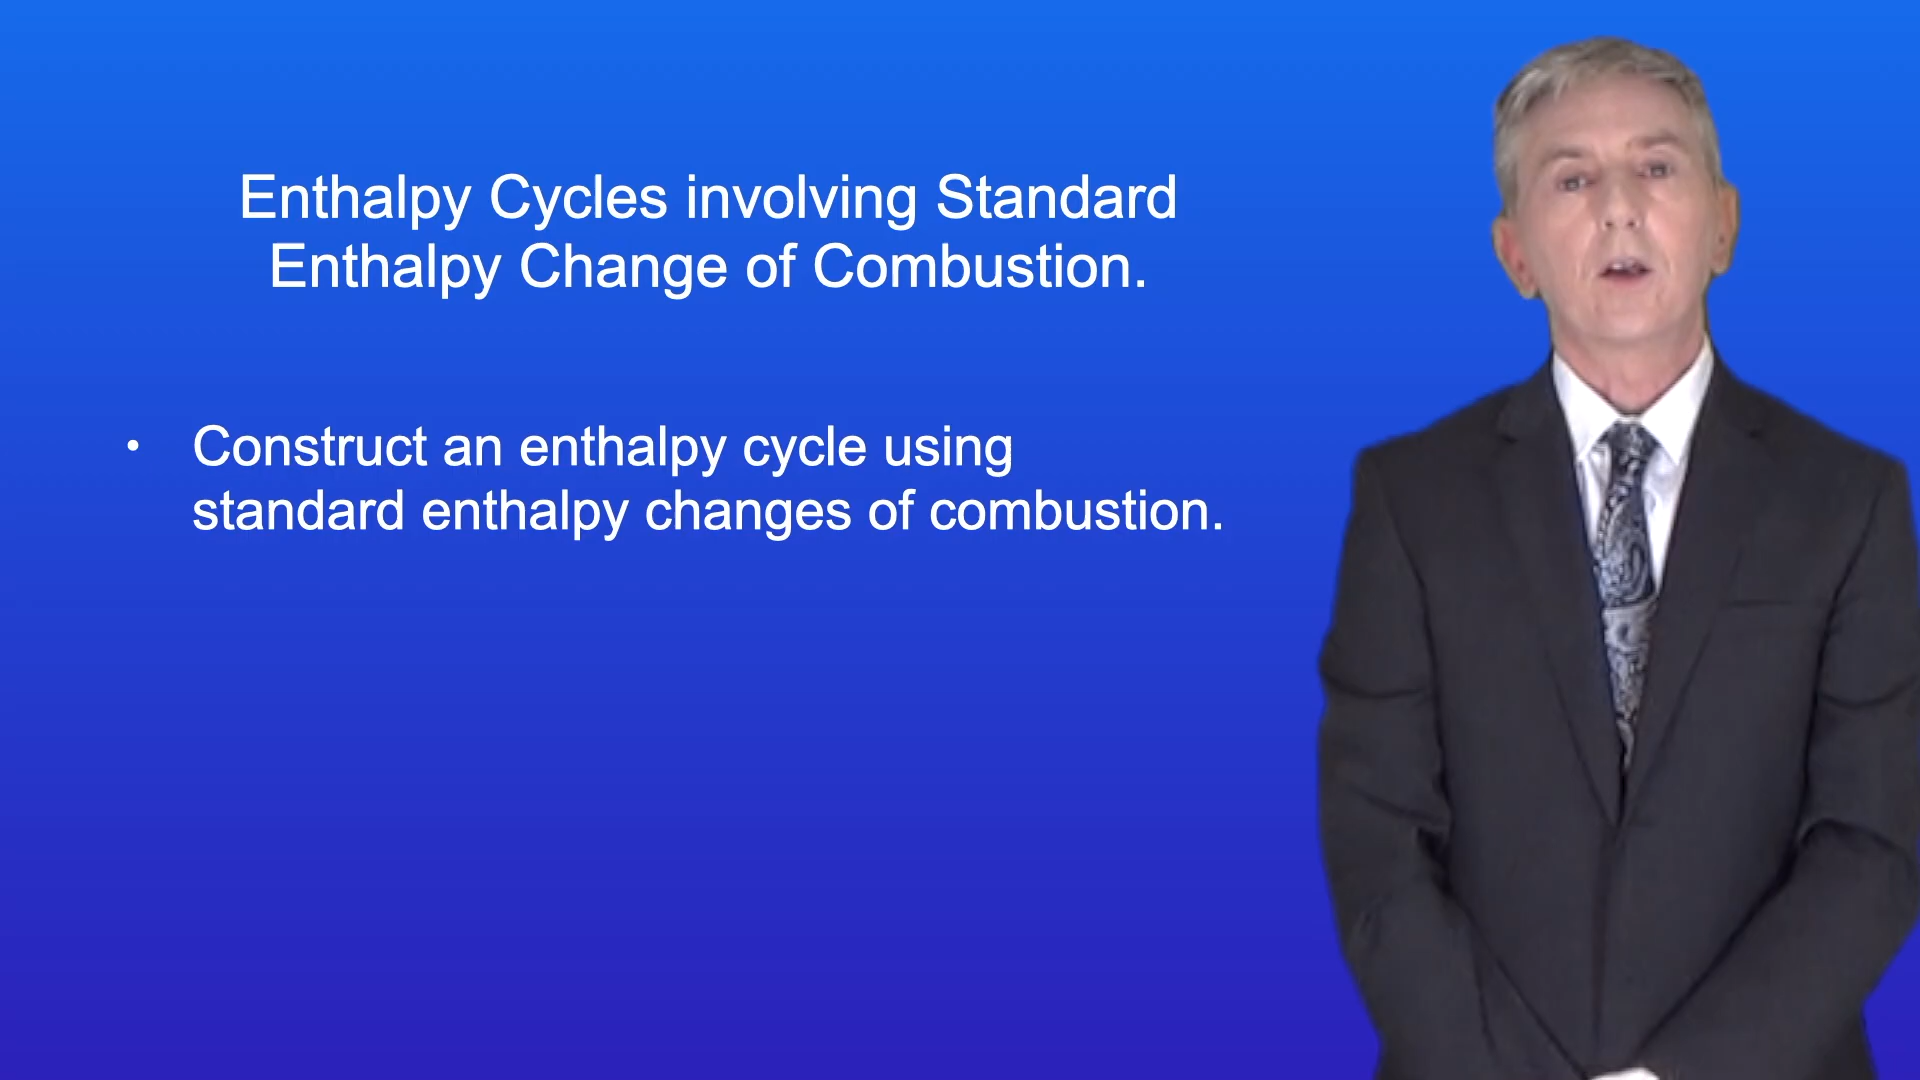 Enthalpy Cycles involving Standard
Enthalpy Change of Combustion.
• Construct an enthalpy cycle using
standard enthalpy changes of combustion.